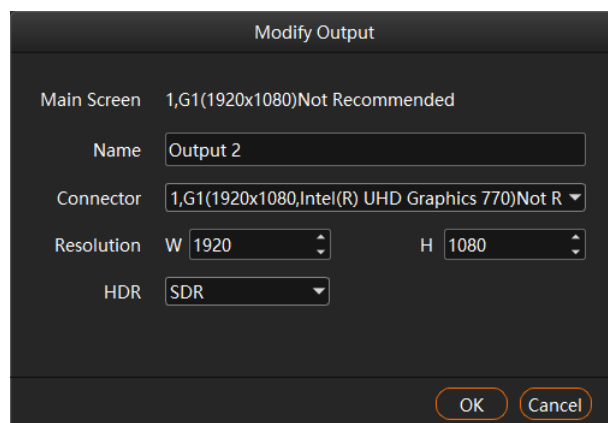 Modify Output
Main Screen 1,G1(1920x1080)Not Recommended
Name Output 2
Connector 1,G1(1920x1080,Intel(R) UHD Graphics 770)Not R
Resolution W 1920 H 1080
HDR SDR
OK Cancel